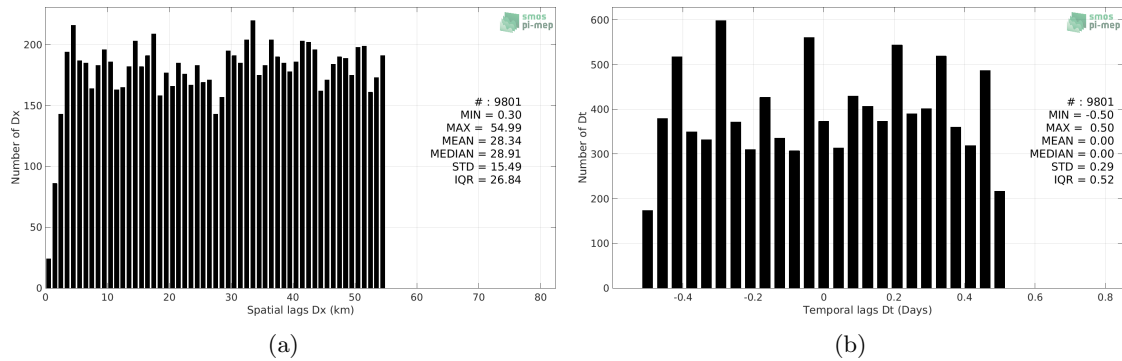 smos
pi-mep
200
150
100
50
0
Number of Dx
# : 9801
MIN = 0.30
MAX = 54.99
MEAN = 28.34
MEDIAN = 28.91
STD = 15.49
IQR = 26.84
0 10 20 30 40 50 60 70 80
Spatial lags Dx (km)
(a)
smos
pi-mep
600
500
400
300
200
100
0
Number of Dt
# : 9801
MIN = -0.50
MAX = 0.50
MEAN = 0.00
MEDIAN = 0.00
STD = 0.29
IQR = 0.52
-0.4 -0.2 0 0.2 0.4 0.6 0.8
Temporal lags Dt (Days)
(b)